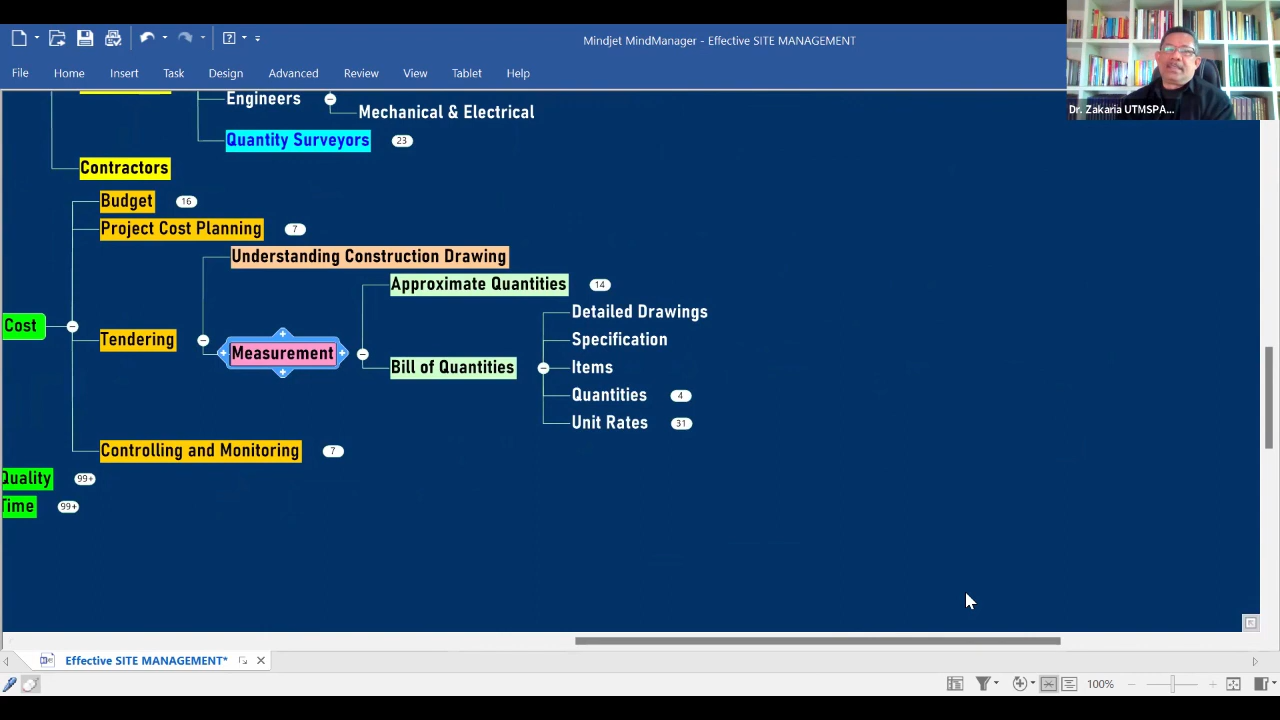 Mindjet MindManager - Effective SITE MANAGEMENT
File Home Insert Task Design Advanced Review View Tablet Help
Dr. Zakaria UTMSPA...
Engineers
Mechanical & Electrical
Quantity Surveyors 23
Contractors
Budget 16
Project Cost Planning 7
Understanding Construction Drawing
Approximate Quantities 14
Detailed Drawings
Cost
Tendering
Specification
Measurement
Bill of Quantities
Items
Quantities 4
Unit Rates 31
Controlling and Monitoring 7
Quality 99+
Time 99+
Effective SITE MANAGEMENT*
100%